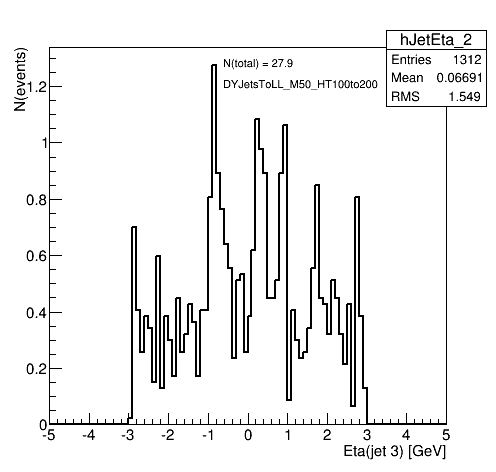 hJetEta_2
Entries 1312
Mean 0.06691
RMS 1.549
N(total) = 27.9
DYJetsToLL_M50_HT100to200
N(events)
1.2
1
0.8
0.6
0.4
0.2
0
-5 -4 -3 -2 -1 0 1 2 3 4 5
Eta(jet 3) [GeV]